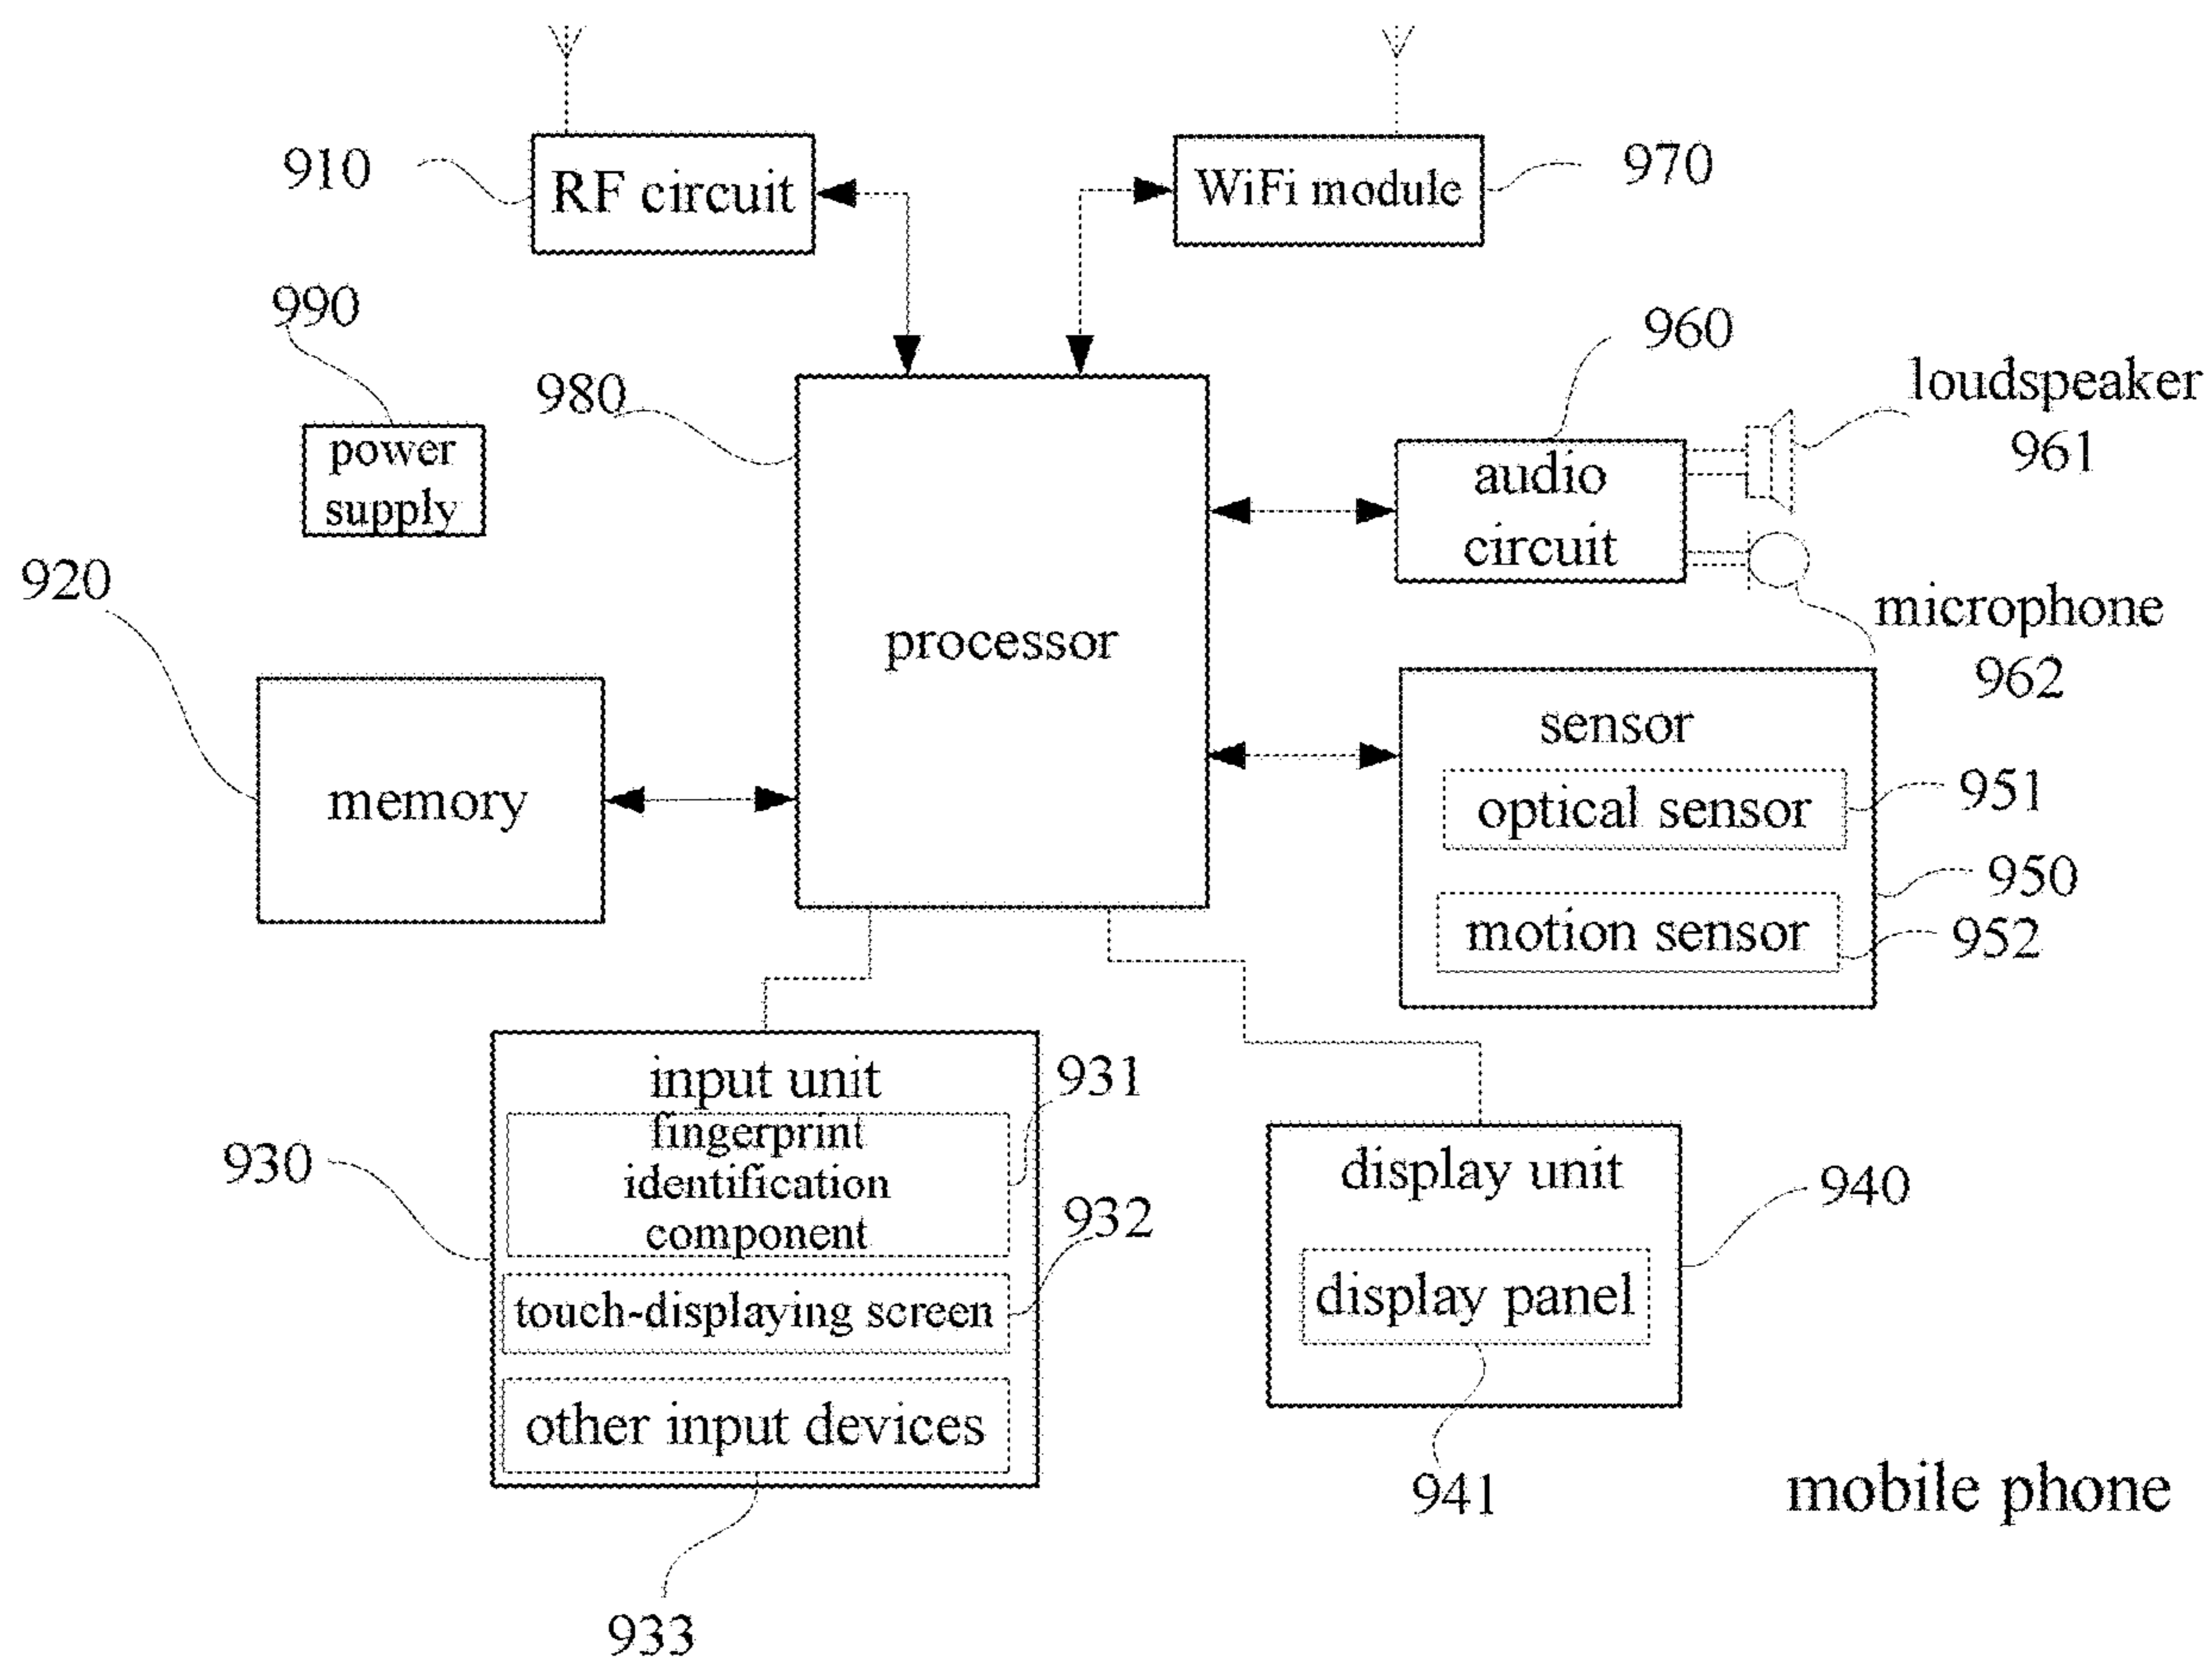 910
RF circuit
WiFi module
970
990
power
supply
980
960
loudspeaker
961
audio
circuit
920
processor
microphone
962
memory
sensor
optical sensor
951
950
motion sensor
952
input unit
931
fingerprint
identification
component
930
932
touch-displaying screen
other input devices
933
display unit
940
display panel
941
mobile phone